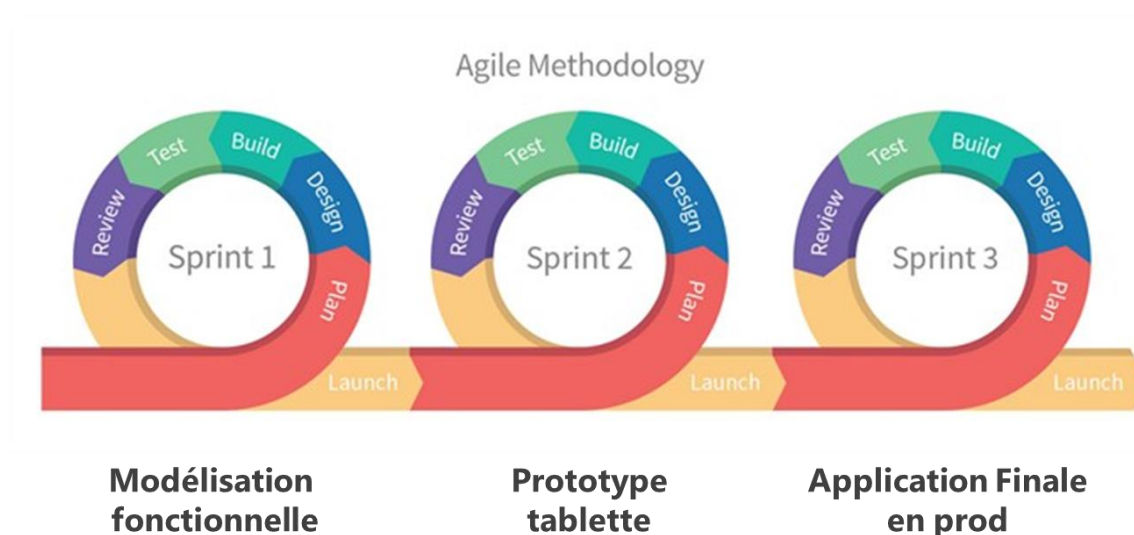 Agile Methodology
Test
Build
Design
Review
Sprint 1
Plan
Launch
Test
Build
Design
Review
Sprint 2
Plan
Launch
Test
Build
Design
Review
Sprint 3
Plan
Launch
Modélisation
fonctionnelle
Prototype
tablette
Application Finale
en prod